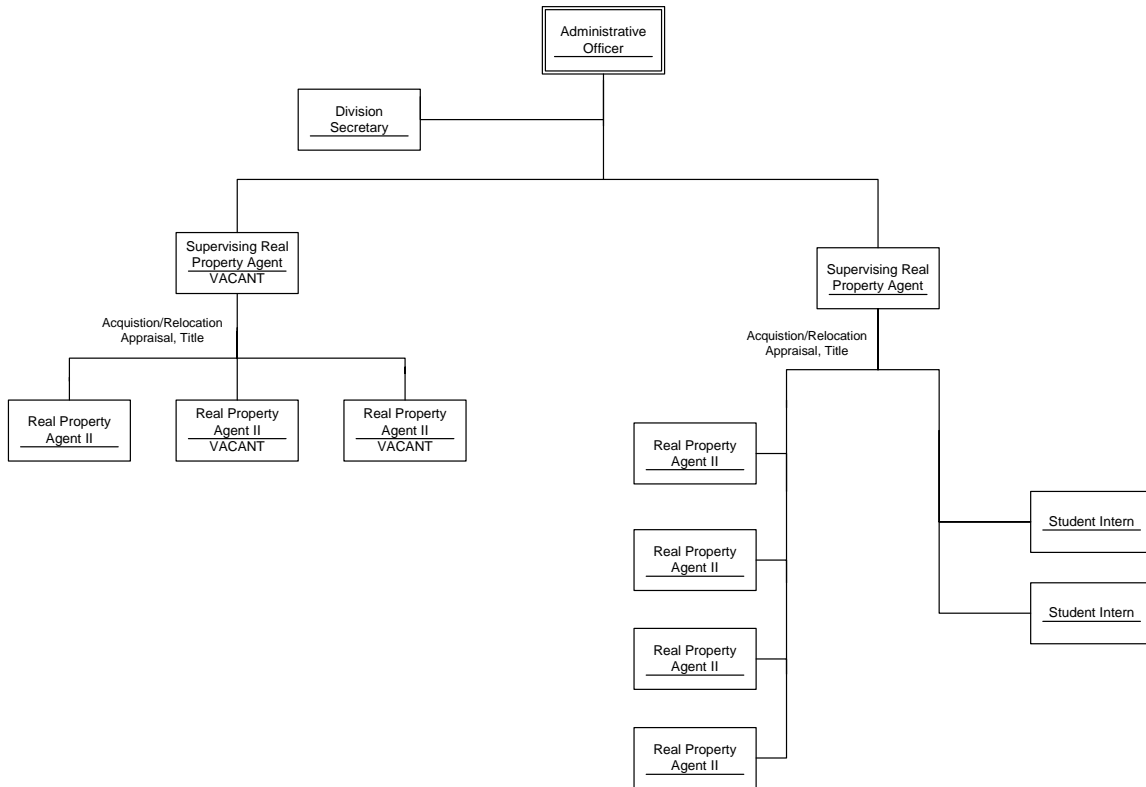 Administrative
Officer
Division
Secretary
Supervising Real
Property Agent
VACANT
Supervising Real
Property Agent
Acquistion/Relocation
Appraisal, Title
Acquistion/Relocation
Appraisal, Title
Real Property
Agent II
Real Property
Agent II
VACANT
Real Property
Agent II
VACANT
Real Property
Agent II
Student Intern
Real Property
Agent II
Student Intern
Real Property
Agent II
Real Property
Agent II